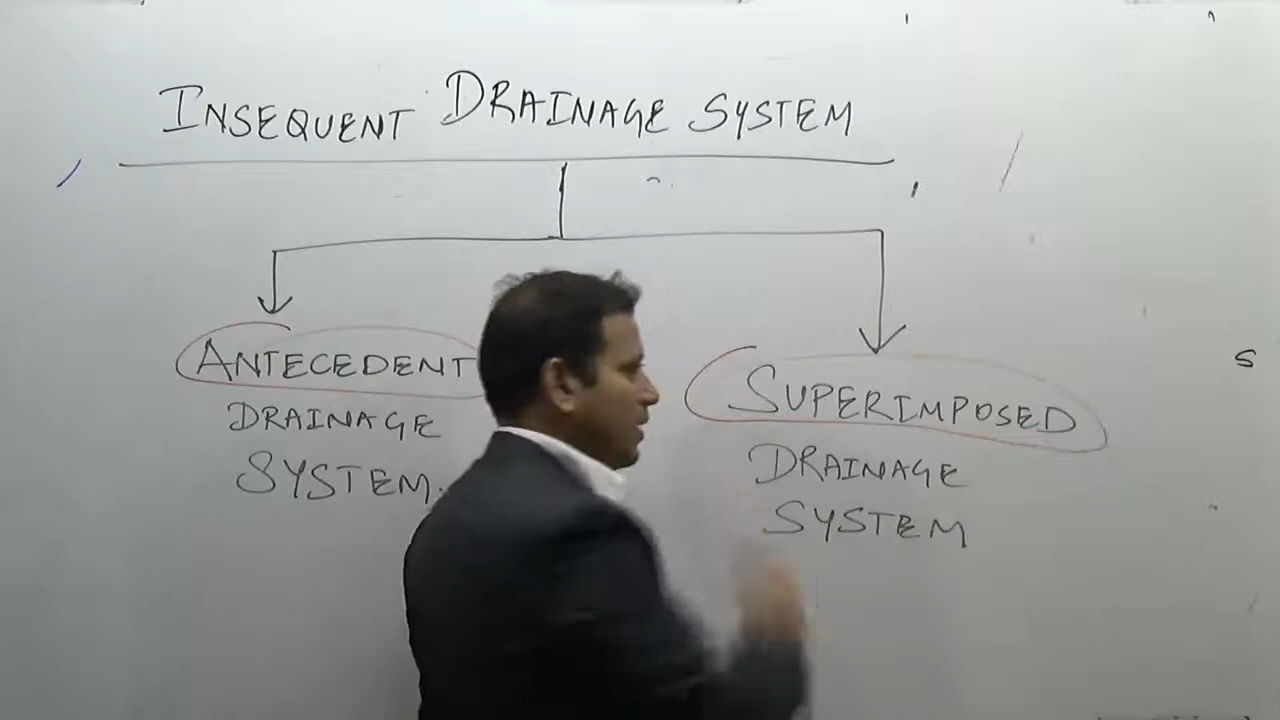 INSEQUENT DRAINAGE SYSTEM
ANTECEDENT
DRAINAGE
SYSTEM.
SUPERIMPOSED
DRAINAGE
SYSTEM
S